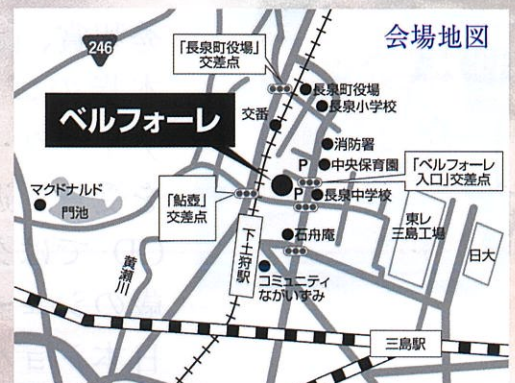 会場地図
246
「長泉町役場」
交差点
長泉町役場
長泉小学校
交番
ベルフォーレ
消防署
P
中央保育園
「ベルフォーレ
入口」交差点
P
長泉中学校
マクドナルド
門池
「鮎壺」
交差点
東レ
三島工場
日大
石舟庵
下土狩駅
コミュニティ
ながいずみ
黄瀬川
三島駅